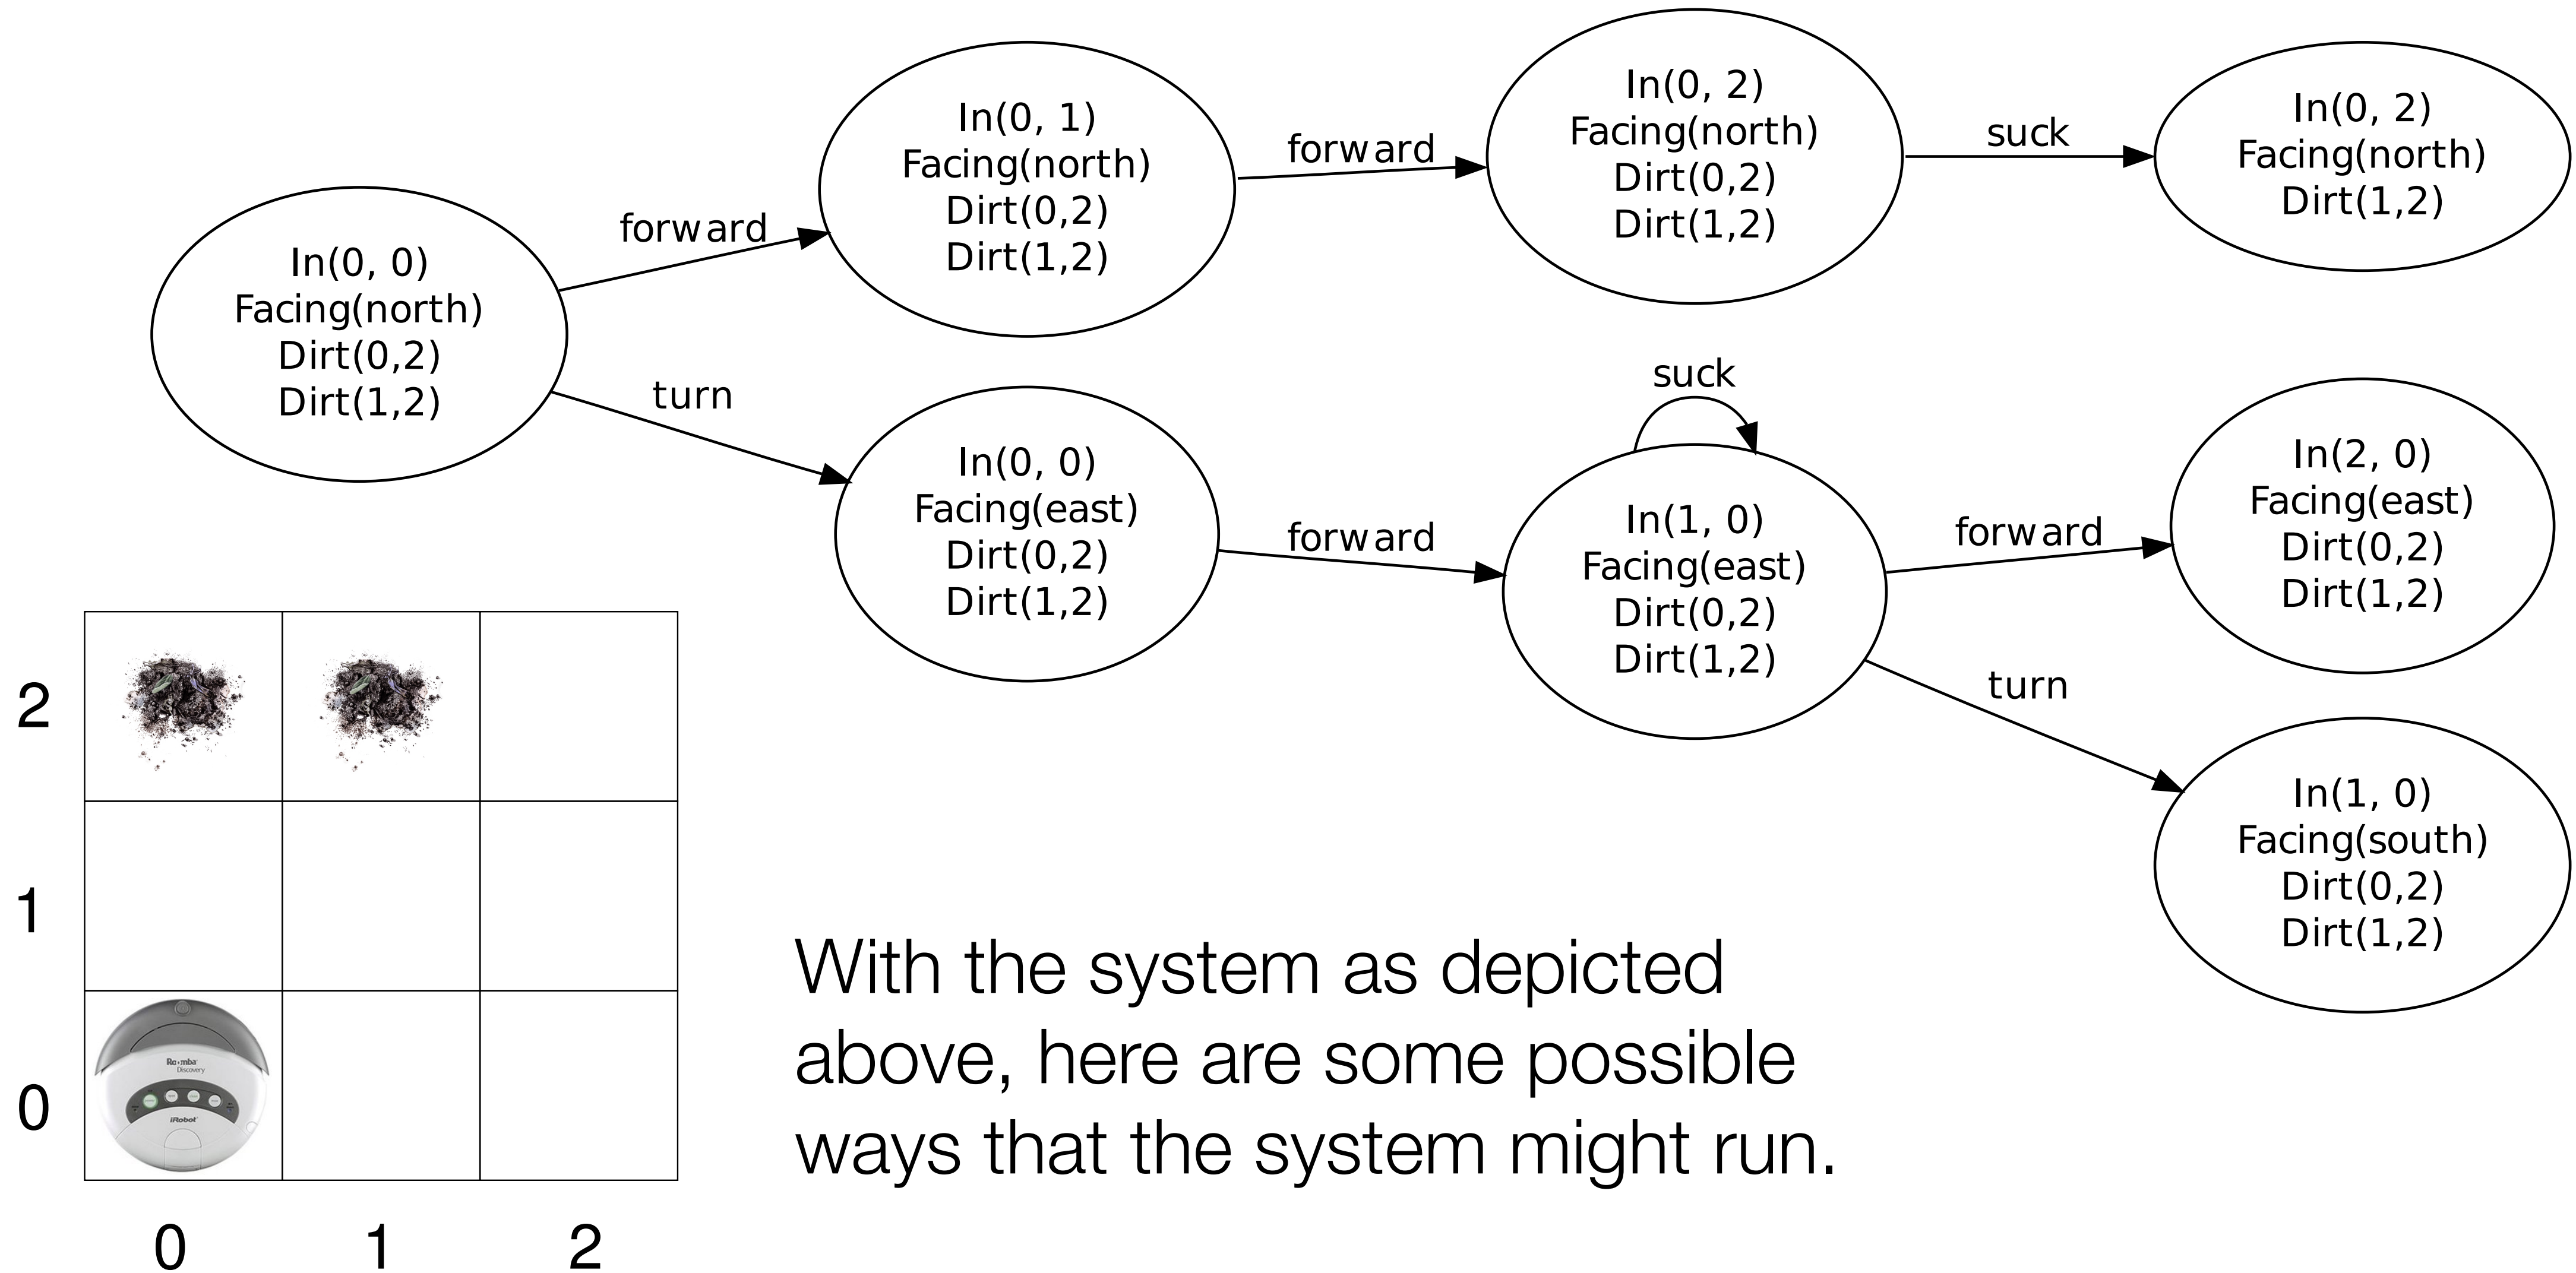 In(0, 0)
Facing(north)
Dirt(0,2)
Dirt(1,2)
forward
In(0, 1)
Facing(north)
Dirt(0,2)
Dirt(1,2)
forward
In(0, 2)
Facing(north)
Dirt(0,2)
Dirt(1,2)
suck
In(0, 2)
Facing(north)
Dirt(1,2)
turn
In(0, 0)
Facing(east)
Dirt(0,2)
Dirt(1,2)
forward
suck
In(1, 0)
Facing(east)
Dirt(0,2)
Dirt(1,2)
forward
In(2, 0)
Facing(east)
Dirt(0,2)
Dirt(1,2)
turn
In(1, 0)
Facing(south)
Dirt(0,2)
Dirt(1,2)
2
1
0
Roomba
Discovery
iRobot
0 1 2
With the system as depicted
above, here are some possible
ways that the system might run.